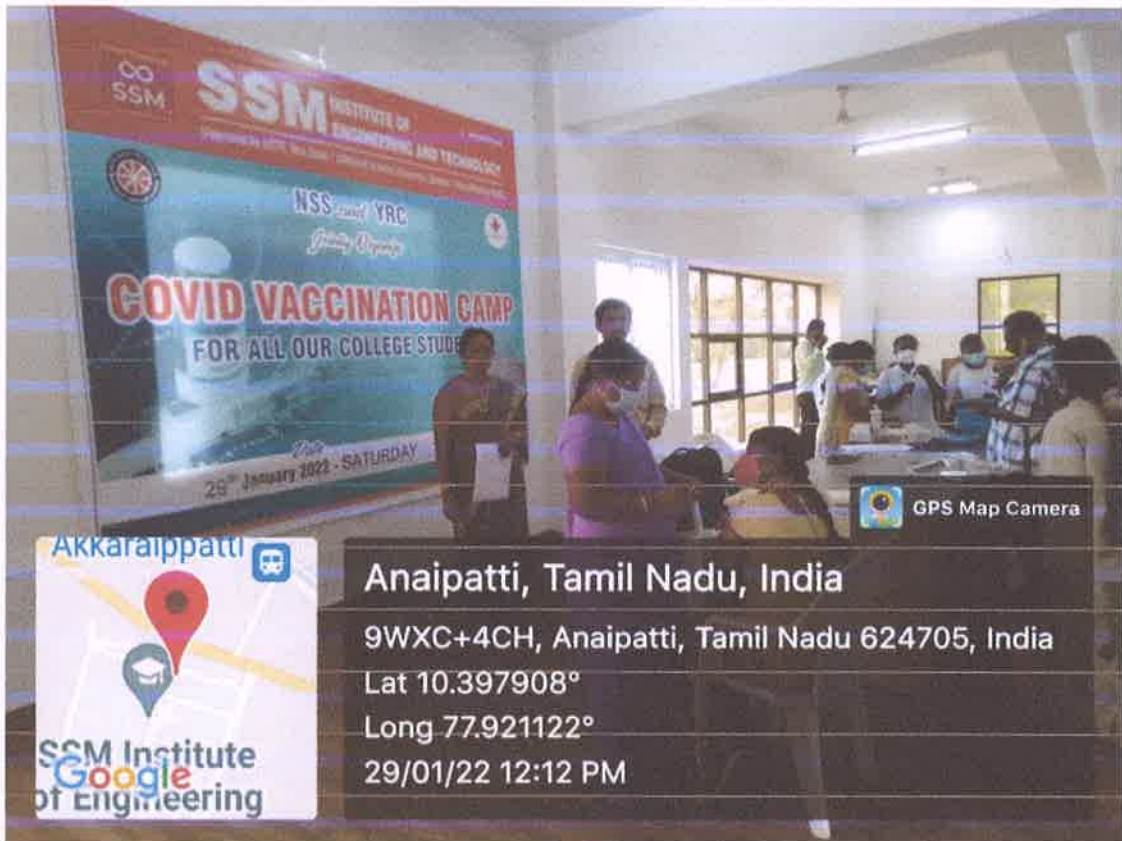 SSM
SSM INSTITUTE OF
ENGINEERING AND TECHNOLOGY
NSS and YRC
Jointly Organize
COVID VACCINATION CAMP
FOR ALL OUR COLLEGE
Date
29th January 2022 - SATURDAY
GPS Map Camera
Akkaraippatti
SSM Institute
of Engineering
Google
Anaipatti, Tamil Nadu, India
9WXC+4CH, Anaipatti, Tamil Nadu 624705, India
Lat 10.397908°
Long 77.921122°
29/01/22 12:12 PM